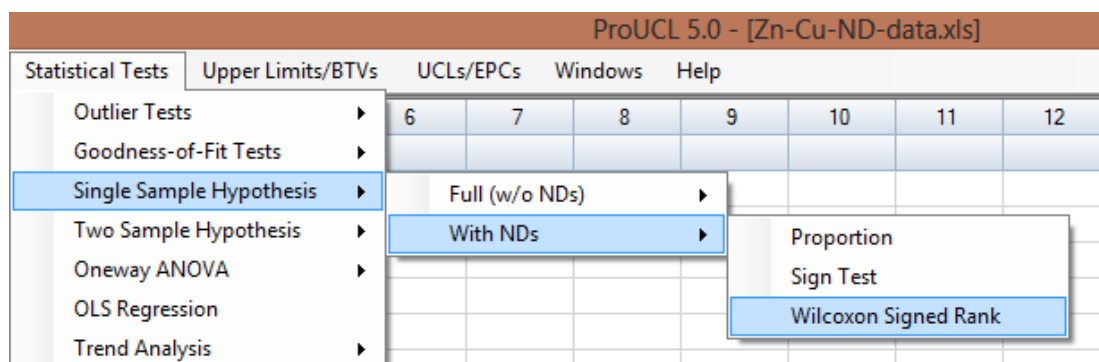 ProUCL 5.0 - [Zn-Cu-ND-data.xls]
Statistical Tests Upper Limits/BTVs UCLs/EPCs Windows Help
Outlier Tests
Goodness-of-Fit Tests
Single Sample Hypothesis
Two Sample Hypothesis
Oneway ANOVA
OLS Regression
Trend Analysis
6 7 8 9 10 11 12
Full (w/o NDs)
With NDs
Proportion
Sign Test
Wilcoxon Signed Rank